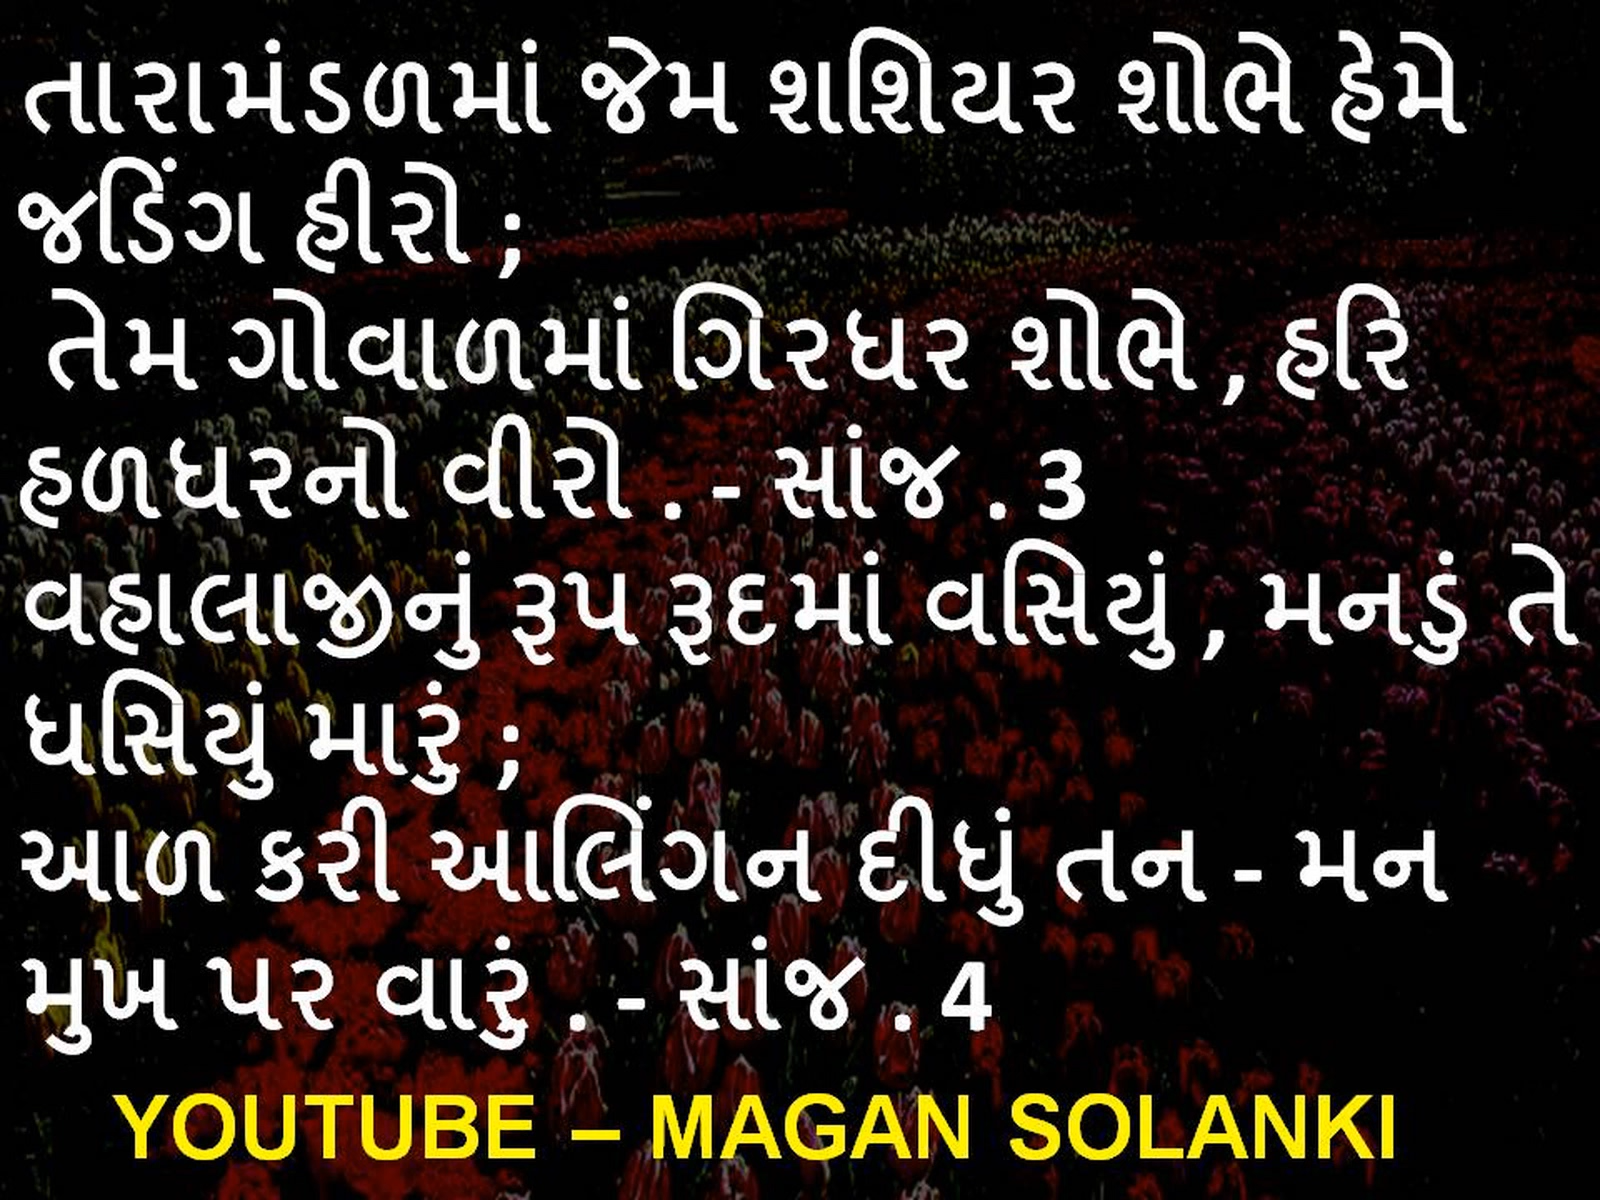 તારામંડળમાં જેમ શશિયર શોભે હેમે
જડિંગ હીરો ;
તેમ ગોવાળમાં ગિરધર શોભે , હરિ
હળધરનો વીરો . - સાંજ . 3
વહાલાજીનું રૂપ રૂદમાં વસિયું , મનડું તે
ધસિયું મારું ;
આળ કરી આલિંગન દીધું તન - મન
મુખ પર વારું . - સાંજ . 4
YOUTUBE – MAGAN SOLANKI